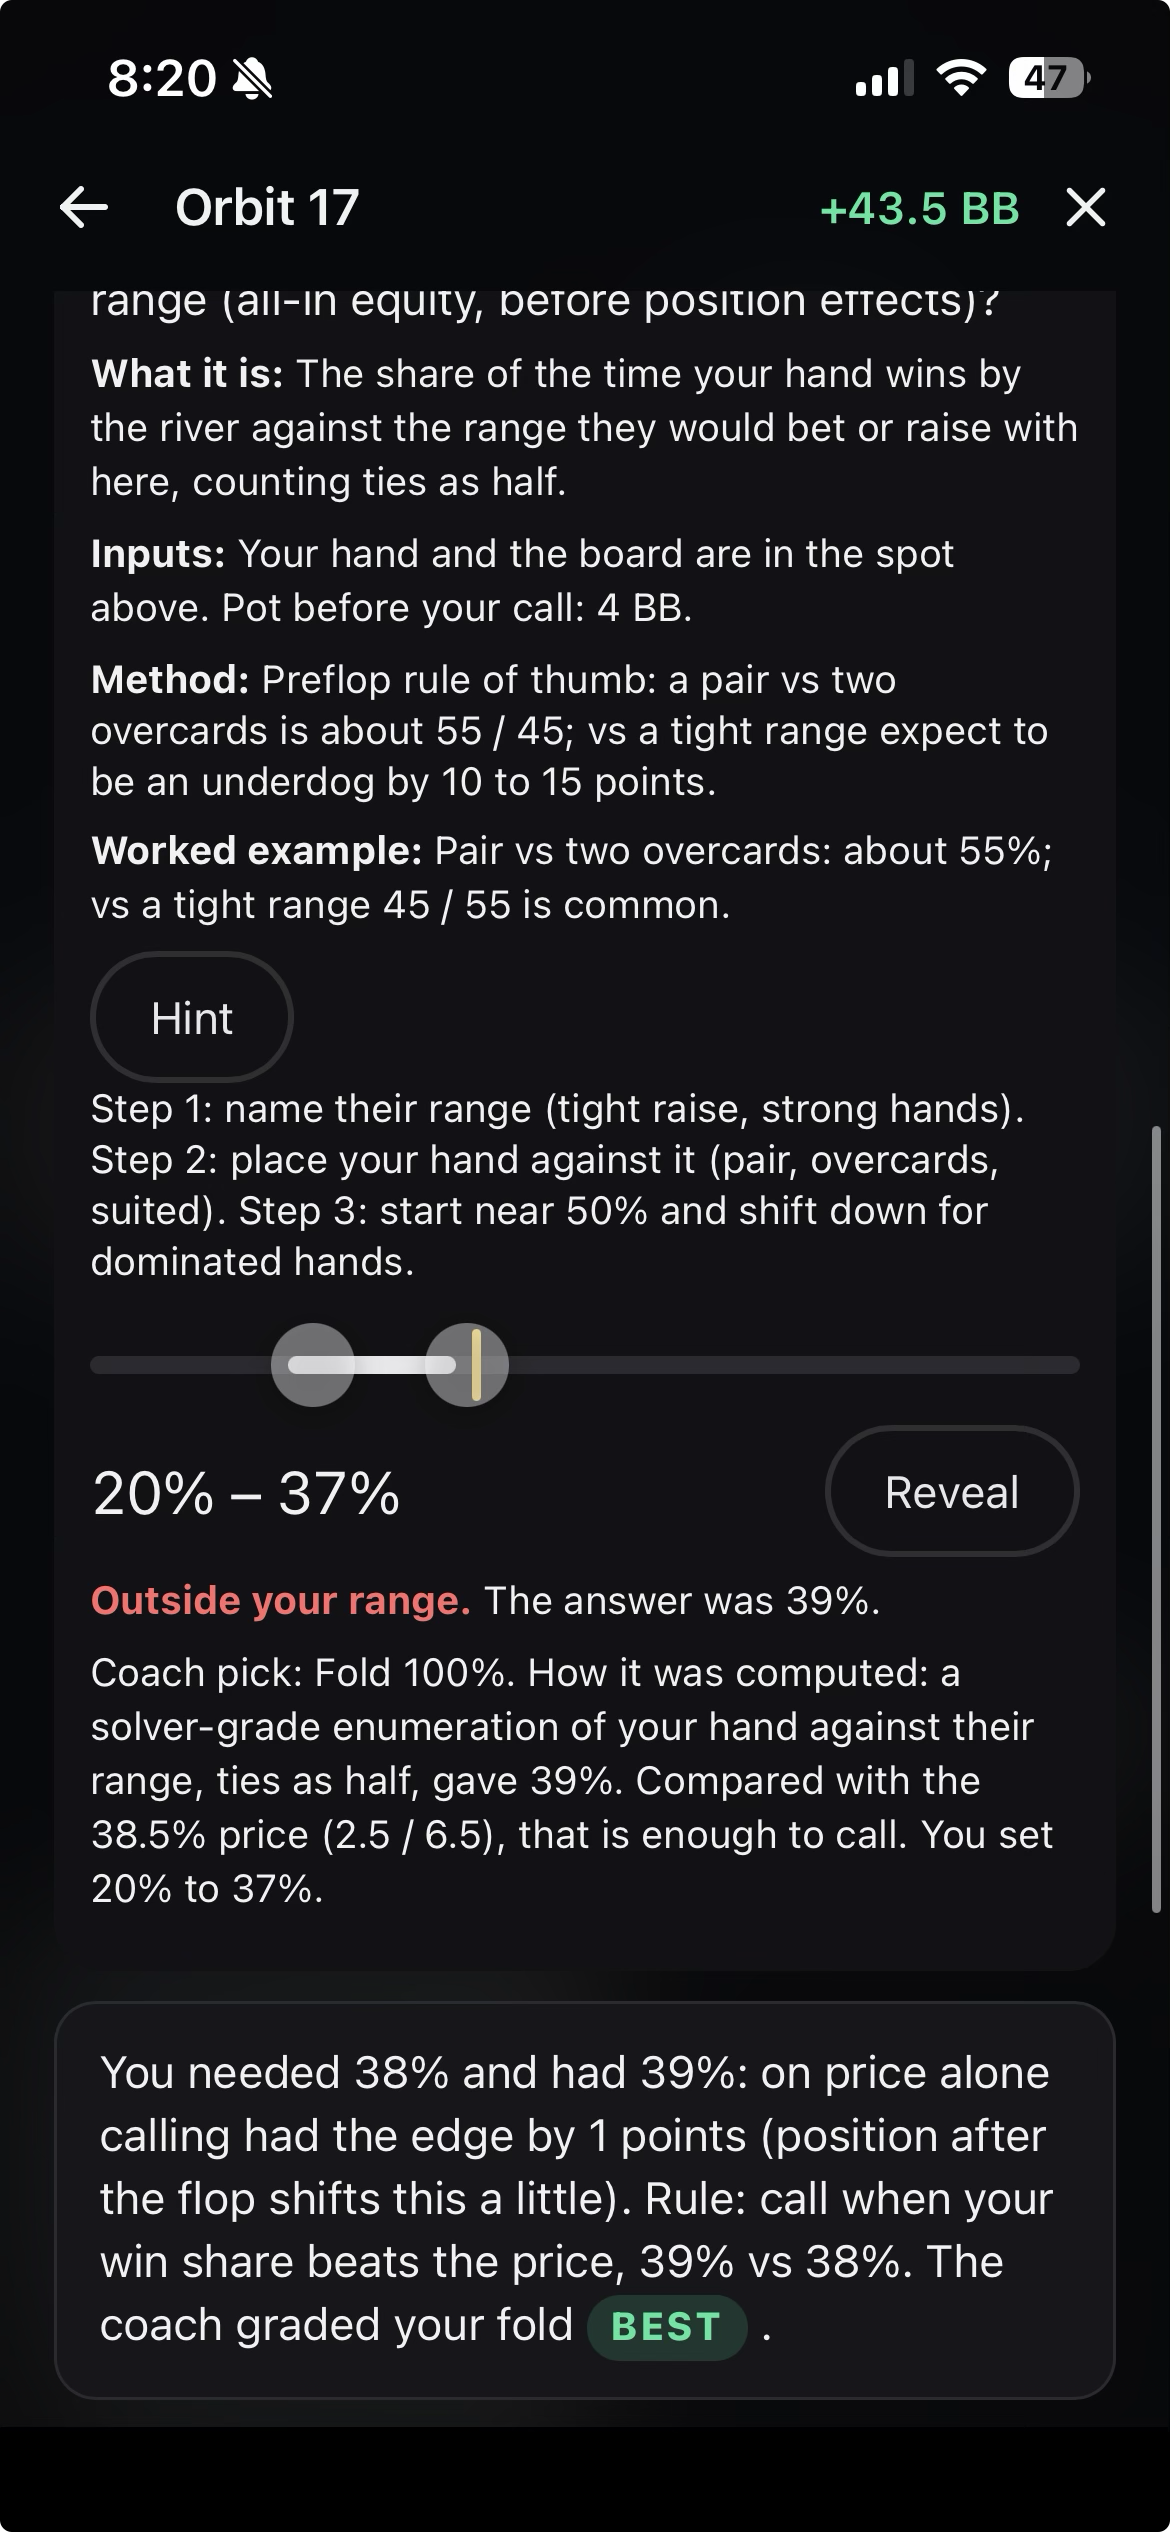 8:20
47
Orbit 17
+43.5 BB
range (all-in equity, before position effects)?
What it is: The share of the time your hand wins by
the river against the range they would bet or raise with
here, counting ties as half.
Inputs: Your hand and the board are in the spot
above. Pot before your call: 4 BB.
Method: Preflop rule of thumb: a pair vs two
overcards is about 55 / 45; vs a tight range expect to
be an underdog by 10 to 15 points.
Worked example: Pair vs two overcards: about 55%;
vs a tight range 45 / 55 is common.
Hint
Step 1: name their range (tight raise, strong hands).
Step 2: place your hand against it (pair, overcards,
suited). Step 3: start near 50% and shift down for
dominated hands.
20% – 37%
Reveal
Outside your range. The answer was 39%.
Coach pick: Fold 100%. How it was computed: a
solver-grade enumeration of your hand against their
range, ties as half, gave 39%. Compared with the
38.5% price (2.5 / 6.5), that is enough to call. You set
20% to 37%.
You needed 38% and had 39%: on price alone
calling had the edge by 1 points (position after
the flop shifts this a little). Rule: call when your
win share beats the price, 39% vs 38%. The
coach graded your fold BEST .